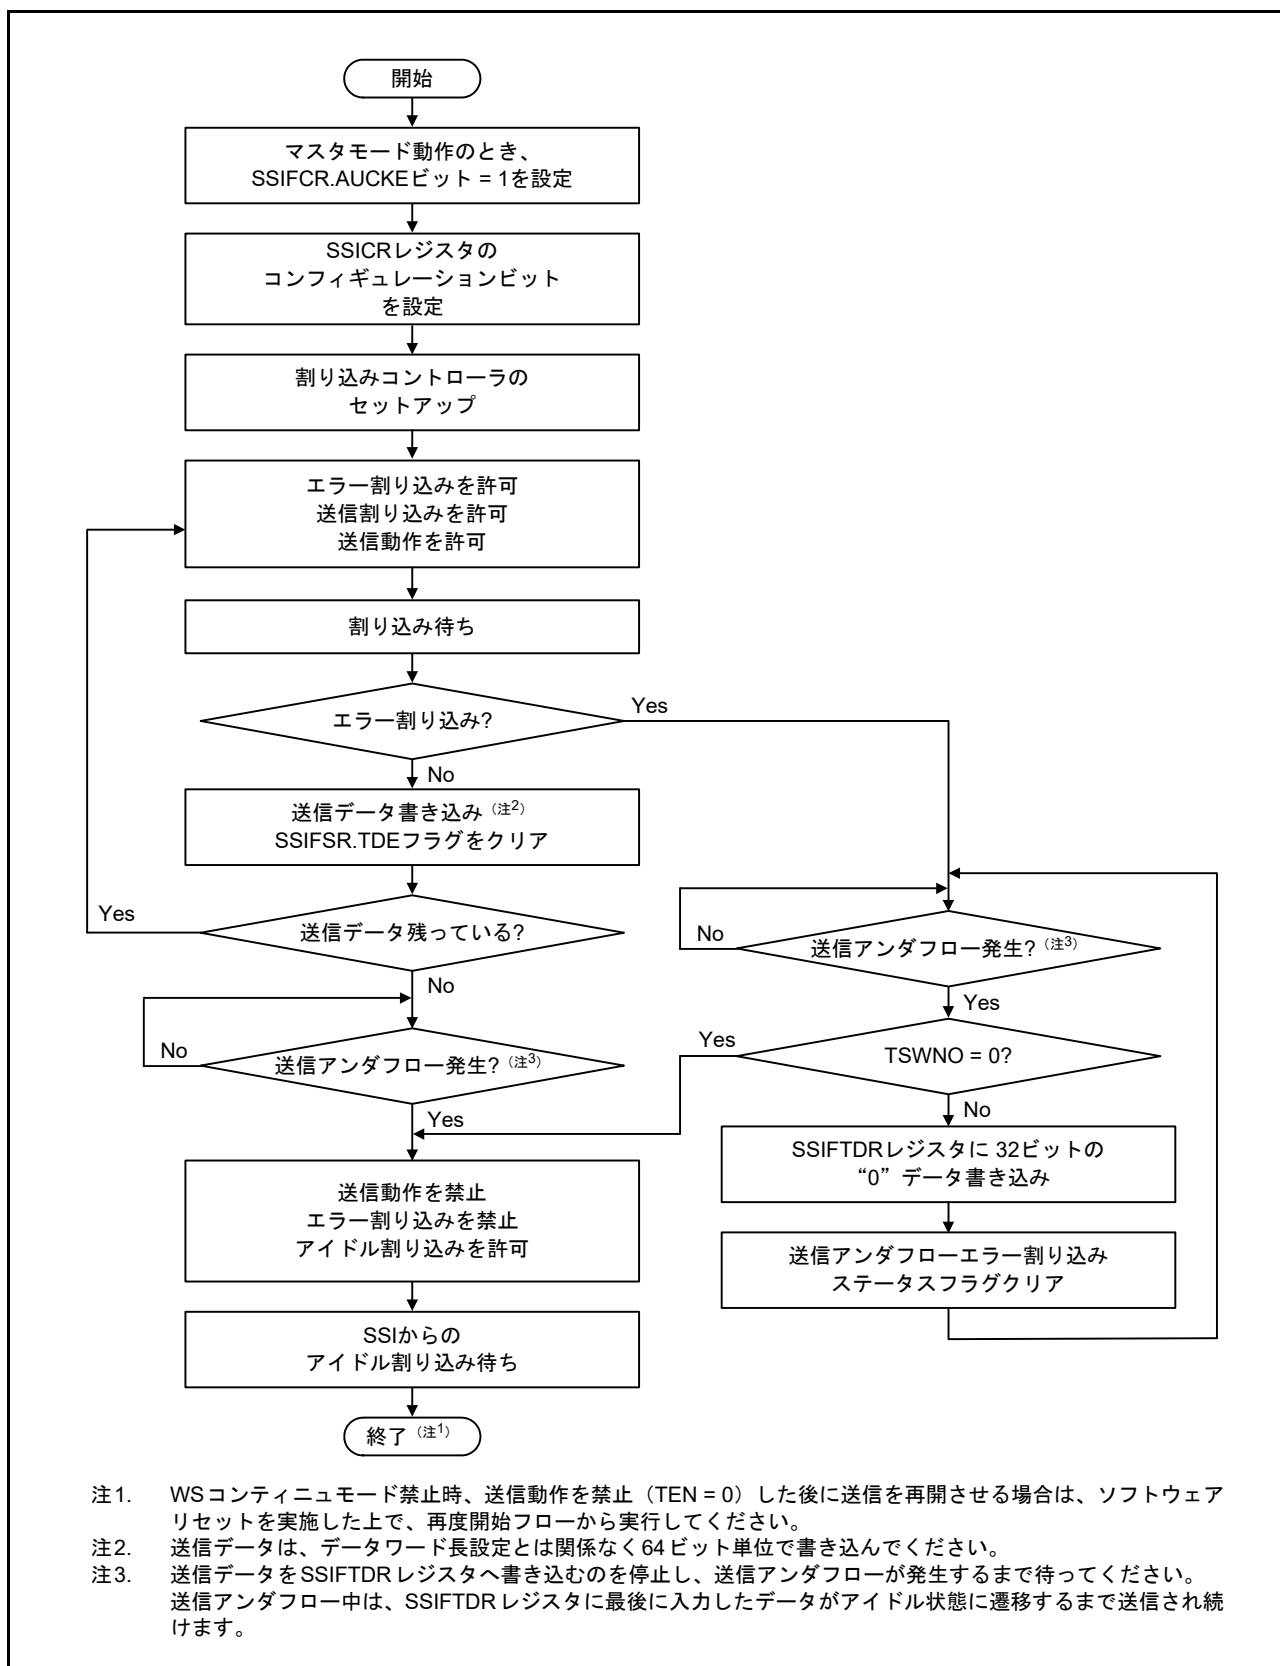 開始
マスタモード動作のとき、
SSIFCR.AUCKEビット = 1を設定
SSICRレジスタの
コンフィギュレーションビット
を設定
割り込みコントローラの
セットアップ
エラー割り込みを許可
送信割り込みを許可
送信動作を許可
割り込み待ち
エラー割り込み?
Yes
No
送信データ書き込み（注2）
SSIFSR.TDEフラグをクリア
送信データ残っている?
Yes
No
送信アンダフロー発生?（注3）
No
Yes
送信アンダフロー発生?（注3）
No
Yes
TSWNO = 0?
Yes
No
SSIFTDRレジスタに 32ビットの
“0”データ書き込み
送信アンダフローエラー割り込み
ステータスフラグクリア
送信動作を禁止
エラー割り込みを禁止
アイドル割り込みを許可
SSIからの
アイドル割り込み待ち
終了（注1）
注1. WSコンティニュモード禁止時、送信動作を禁止（TEN = 0）した後に送信を再開させる場合は、ソフトウェア
リセットを実施した上で、再度開始フローから実行してください。
注2. 送信データは、データワード長設定とは関係なく64ビット単位で書き込んでください。
注3. 送信データをSSIFTDRレジスタへ書き込むのを停止し、送信アンダフローが発生するまで待ってください。
送信アンダフロー中は、SSIFTDRレジスタに最後に入力したデータがアイドル状態に遷移するまで送信され続
けます。